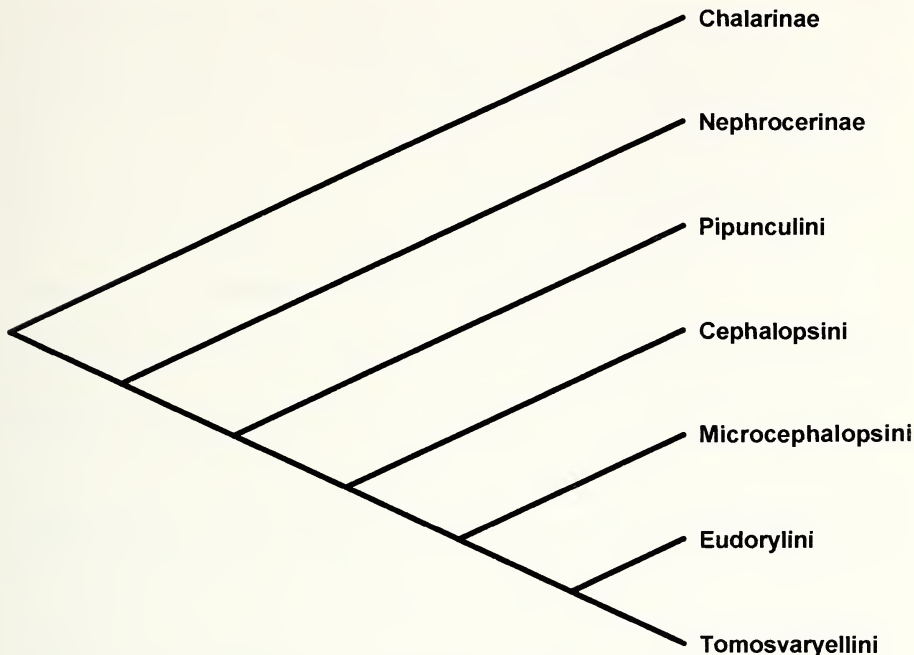 Chalarinae
Nephrocerinae
Pipunculini
Cephalopsini
Microcephalopsini
Eudorylini
Tomosvaryellini